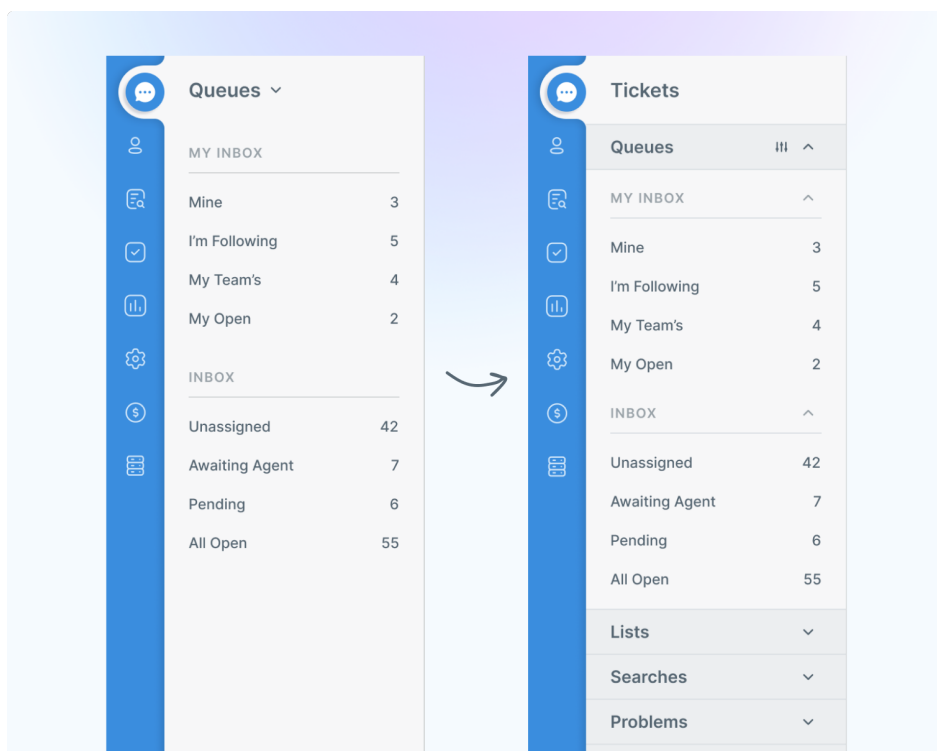 Queues
MY INBOX
Mine 3
I'm Following 5
My Team's 4
My Open 2
INBOX
Unassigned 42
Awaiting Agent 7
Pending 6
All Open 55
Tickets
Queues
MY INBOX
Mine 3
I'm Following 5
My Team's 4
My Open 2
INBOX
Unassigned 42
Awaiting Agent 7
Pending 6
All Open 55
Lists
Searches
Problems